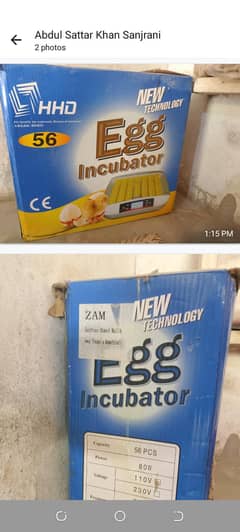 Abdul Sattar Khan Sanjrani
2 photos
HHD
56
NEW
TECHNOLOGY
Egg
Incubator
CE
1:15 PM
ZAM
NEW
TECHNOLOGY
Egg
Incubator
Capacity
56 PCS
Power
80W
Voltage
110V
230V